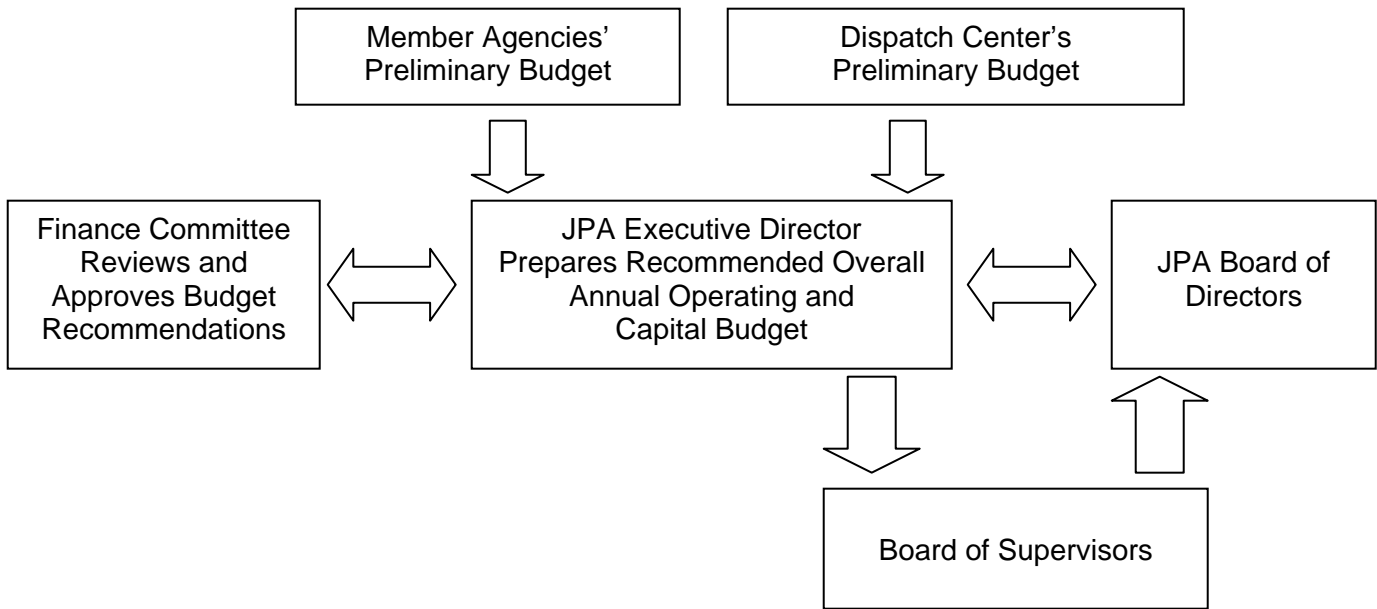 Member Agencies’
Preliminary Budget
Dispatch Center’s
Preliminary Budget
Finance Committee
Reviews and
Approves Budget
Recommendations
JPA Executive Director
Prepares Recommended Overall
Annual Operating and
Capital Budget
JPA Board of
Directors
Board of Supervisors